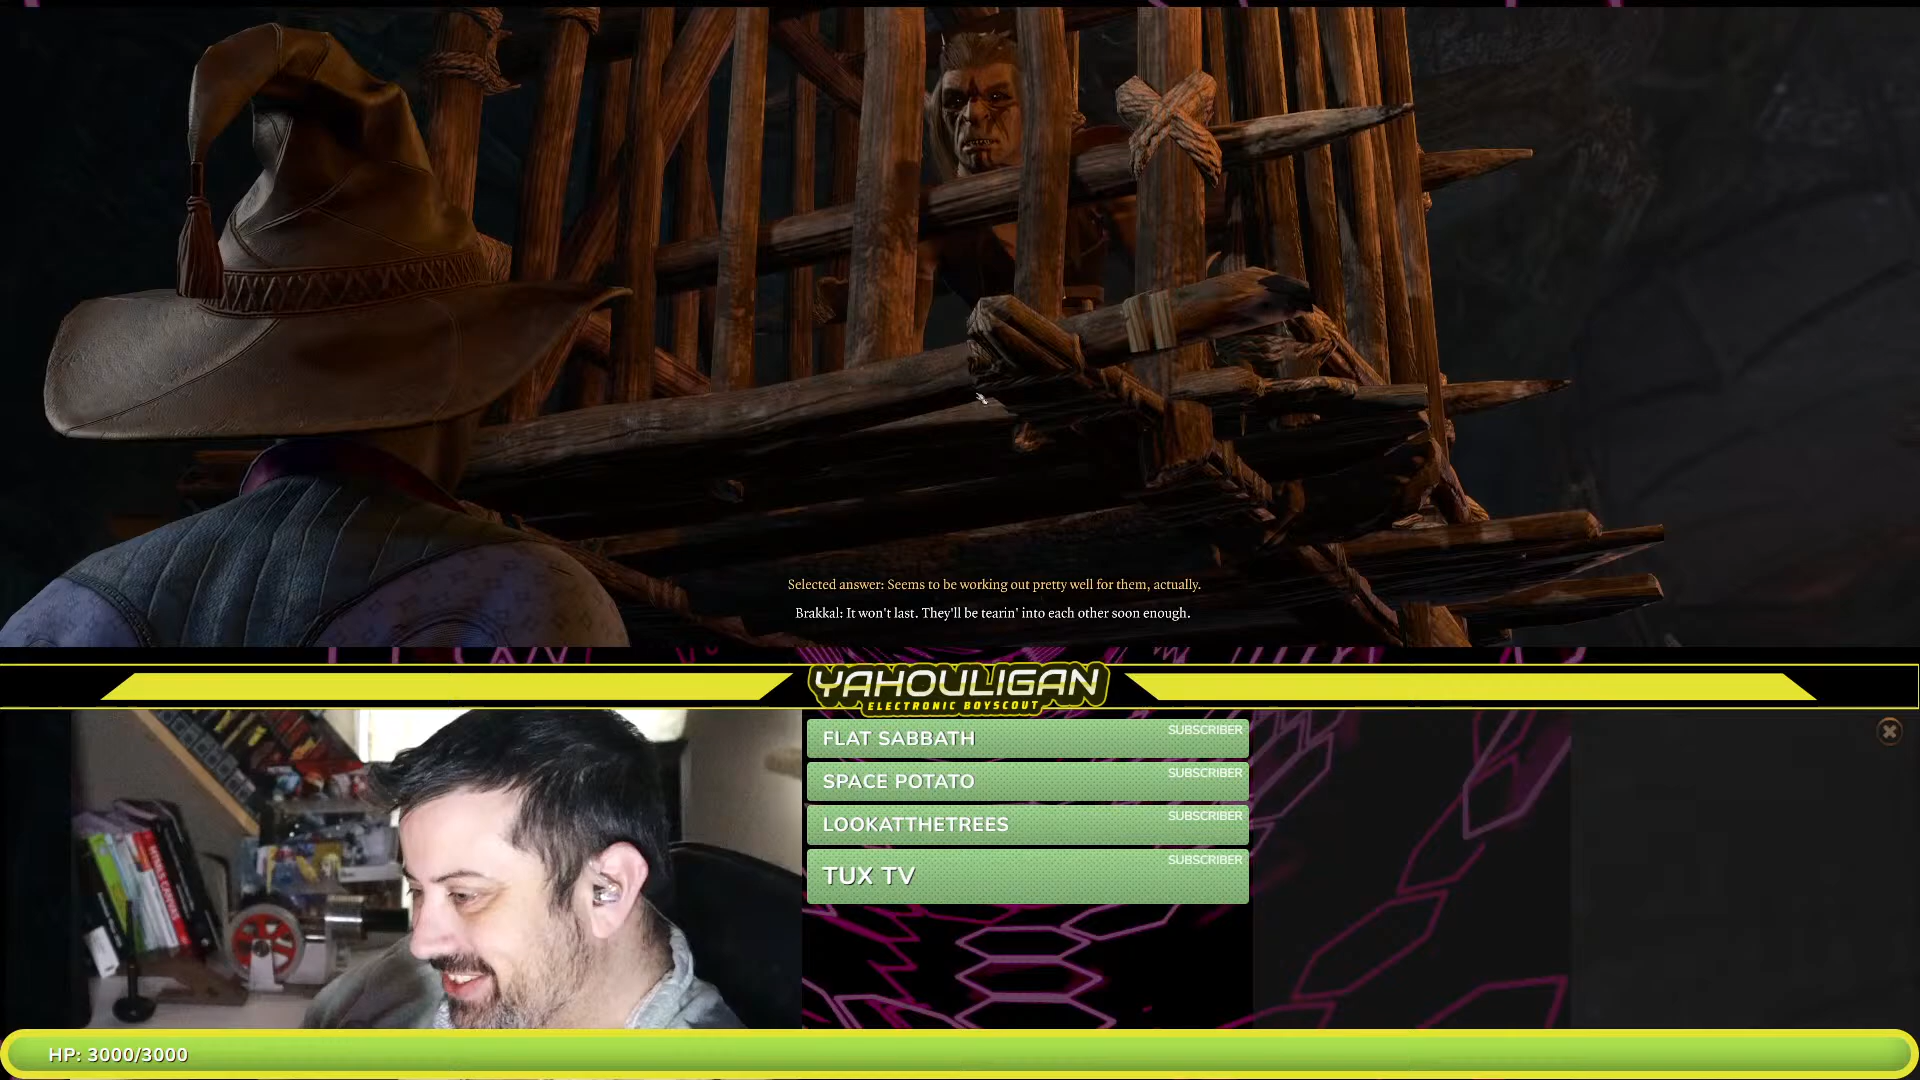 Selected answer: Seems to be working out pretty well for them, actually.
Brakkal: It won't last. They'll be tearin' into each other soon enough.
YAHOULIGAN
ELECTRONIC BOYSCOUT
FLAT SABBATH SUBSCRIBER
SPACE POTATO SUBSCRIBER
LOOKATTHETREES SUBSCRIBER
TUX TV SUBSCRIBER
HP: 3000/3000